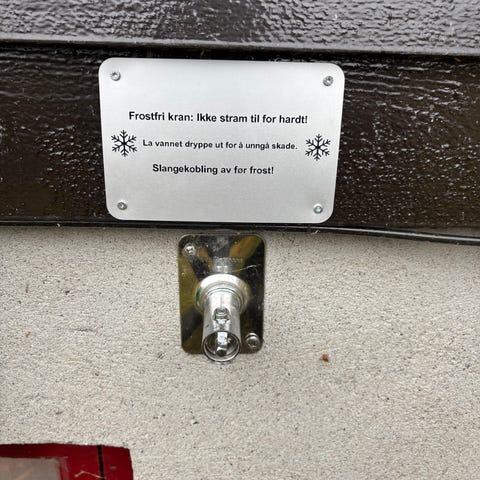 Frostfri kran: Ikke stram til for hardt!
La vannet dryppe ut for å unngå skade.
Slangekobling av før frost!